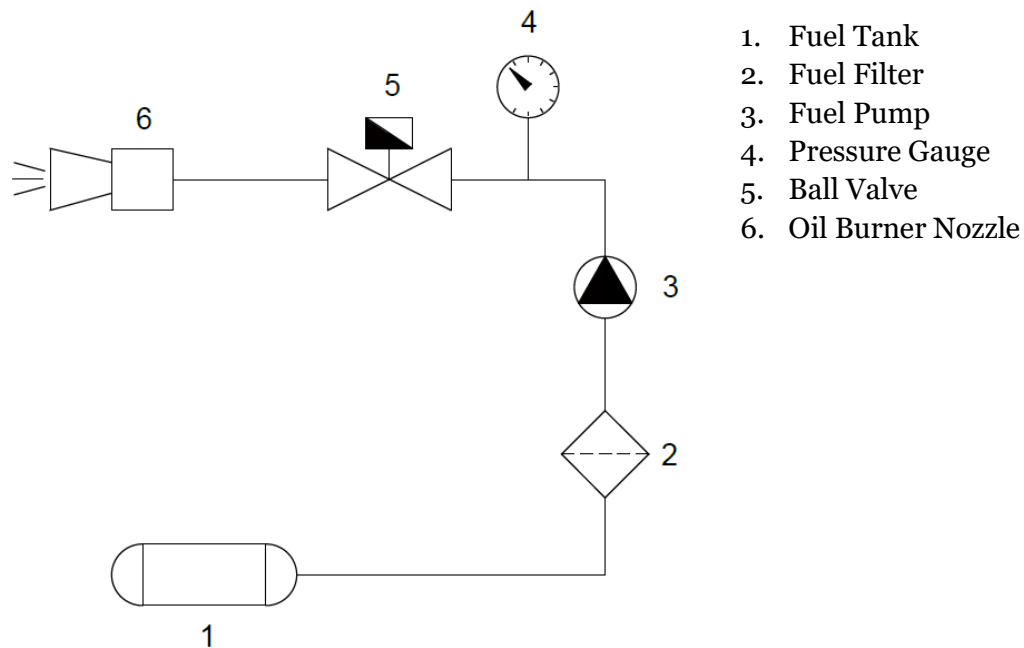 4
5
6
3
2
1
1. Fuel Tank
2. Fuel Filter
3. Fuel Pump
4. Pressure Gauge
5. Ball Valve
6. Oil Burner Nozzle